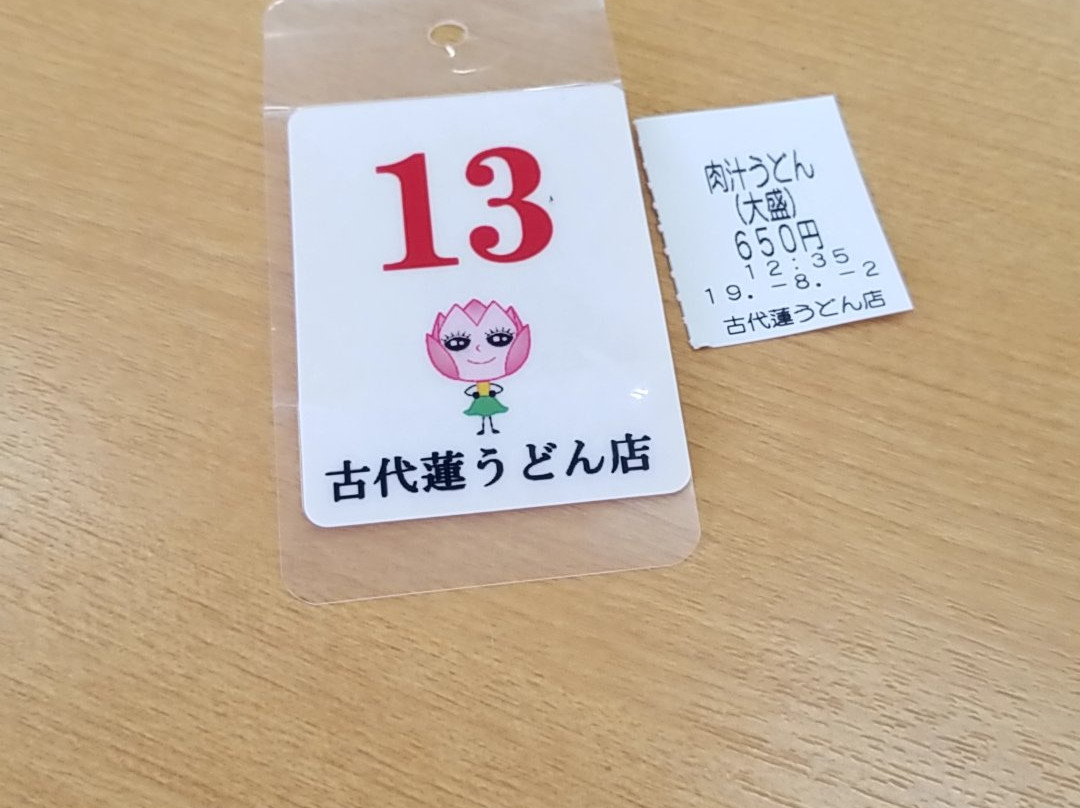 13
古代蓮うどん店
肉汁うどん
(大盛)
650円
12:35
19.-8.-2
古代蓮うどん店